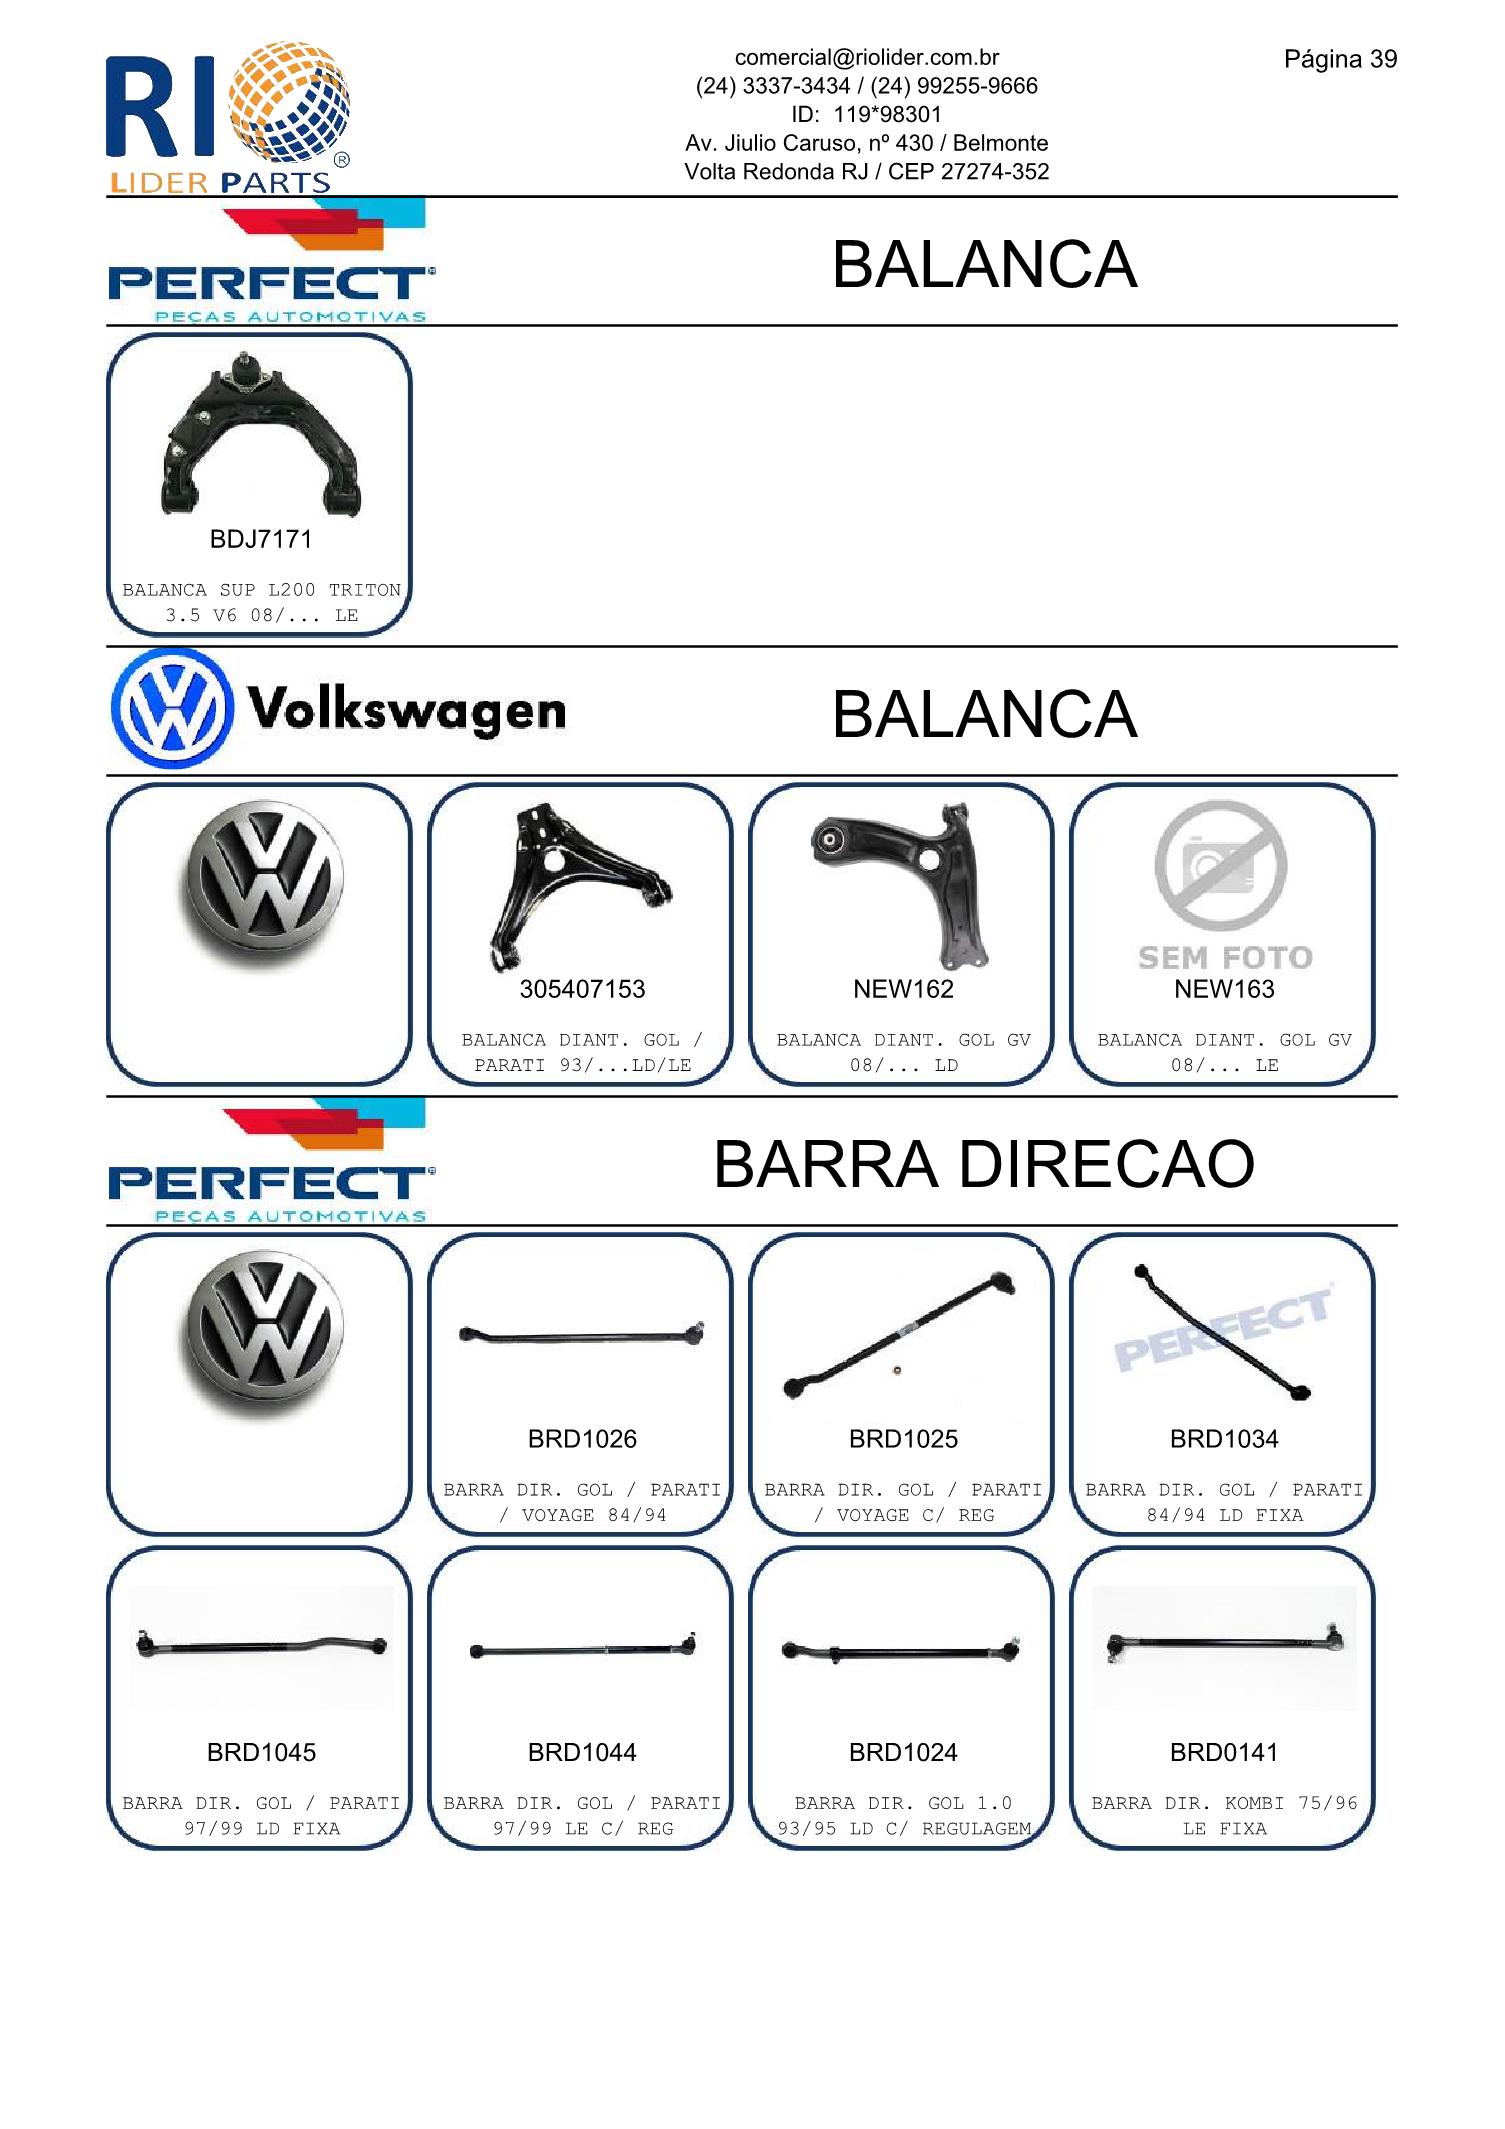 RIO
LIDER PARTS
®
comercial@riolider.com.br
(24) 3337-3434 / (24) 99255-9666
ID: 119*98301
Av. Jiulio Caruso, nº 430 / Belmonte
Volta Redonda RJ / CEP 27274-352
Página 39
PERFECT®
PEÇAS AUTOMOTIVAS
BALANCA
BDJ7171
BALANCA SUP L200 TRITON
3.5 V6 08/... LE
Volkswagen
BALANCA
305407153
BALANCA DIANT. GOL /
PARATI 93/...LD/LE
NEW162
BALANCA DIANT. GOL GV
08/... LD
SEM FOTO
NEW163
BALANCA DIANT. GOL GV
08/... LE
PERFECT®
PEÇAS AUTOMOTIVAS
BARRA DIRECAO
BRD1026
BARRA DIR. GOL / PARATI
/ VOYAGE 84/94
BRD1025
BARRA DIR. GOL / PARATI
/ VOYAGE C/ REG
PERFECT
BRD1034
BARRA DIR. GOL / PARATI
84/94 LD FIXA
BRD1045
BARRA DIR. GOL / PARATI
97/99 LD FIXA
BRD1044
BARRA DIR. GOL / PARATI
97/99 LE C/ REG
BRD1024
BARRA DIR. GOL 1.0
93/95 LD C/ REGULAGEM
BRD0141
BARRA DIR. KOMBI 75/96
LE FIXA